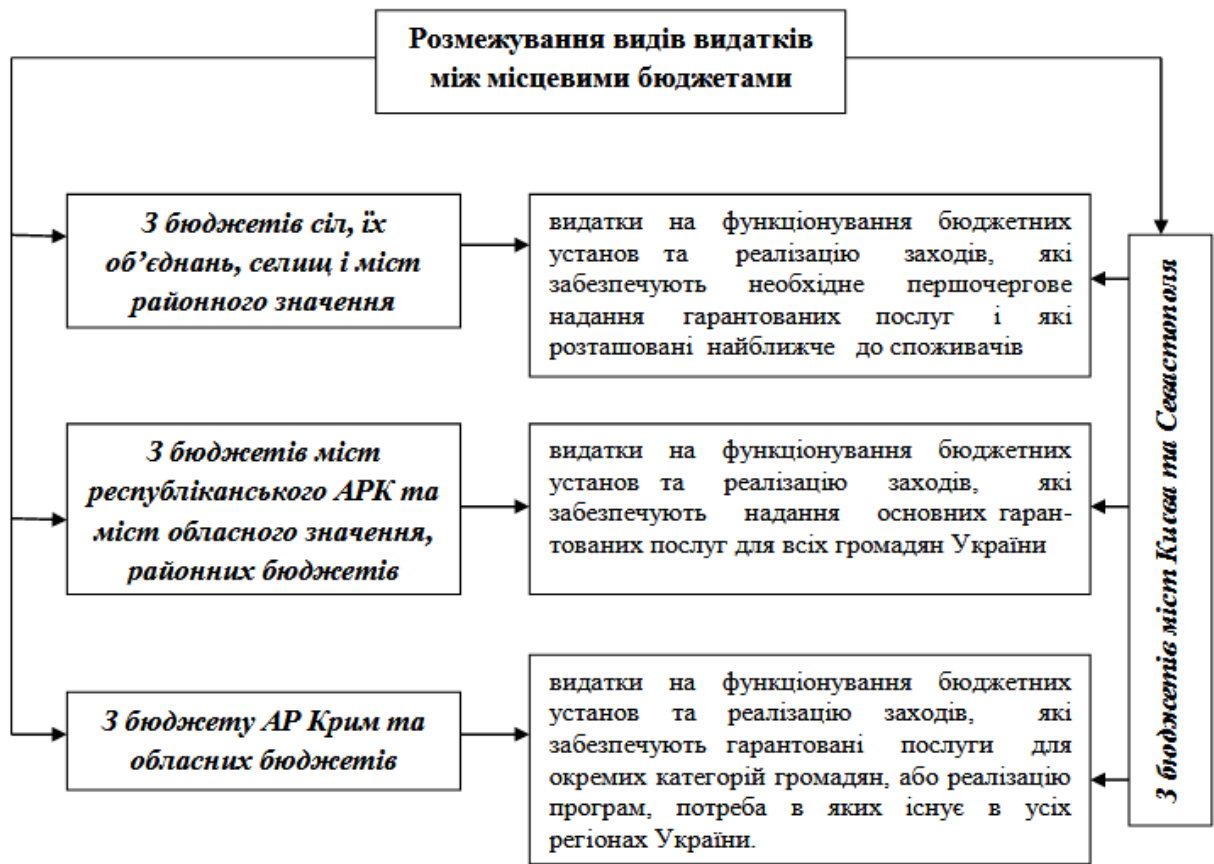 Розмежування видів видатків
між місцевими бюджетами
З бюджетів сіл, їх
об’єднань, селищ і міст
районного значення
видатки на функціонування бюджетних
установ та реалізацію заходів, які
забезпечують необхідне першочергове
надання гарантованих послуг і які
розташовані найближче до споживачів
З бюджетів міст
республіканського АРК та
міст обласного значення,
районних бюджетів
видатки на функціонування бюджетних
установ та реалізацію заходів, які
забезпечують надання основних гаран-
тованих послуг для всіх громадян України
З бюджету АР Крим та
обласних бюджетів
видатки на функціонування бюджетних
установ та реалізацію заходів, які
забезпечують гарантовані послуги для
окремих категорій громадян, або реалізацію
програм, потреба в яких існує в усіх
регіонах України.
З бюджетів міст Києва та Севастополя